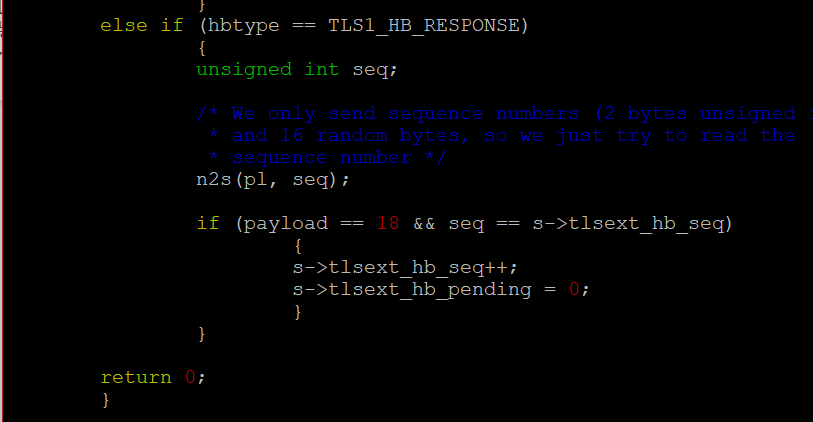 }
else if (hbtype == TLS1_HB_RESPONSE)
{
unsigned int seq;
/* We only send sequence numbers (2 bytes unsigned
* and 16 random bytes, so we just try to read the
* sequence number */
n2s(pl, seq);
if (payload == 18 && seq == s->tlsext_hb_seq)
{
s->tlsext_hb_seq++;
s->tlsext_hb_pending = 0;
}
}
return 0;
}